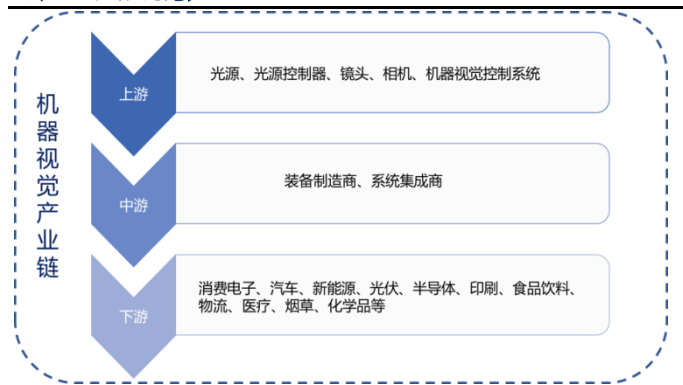 机器视觉产业链
上游
光源、光源控制器、镜头、相机、机器视觉控制系统
中游
装备制造商、系统集成商
下游
消费电子、汽车、新能源、光伏、半导体、印刷、食品饮料、
物流、医疗、烟草、化学品等